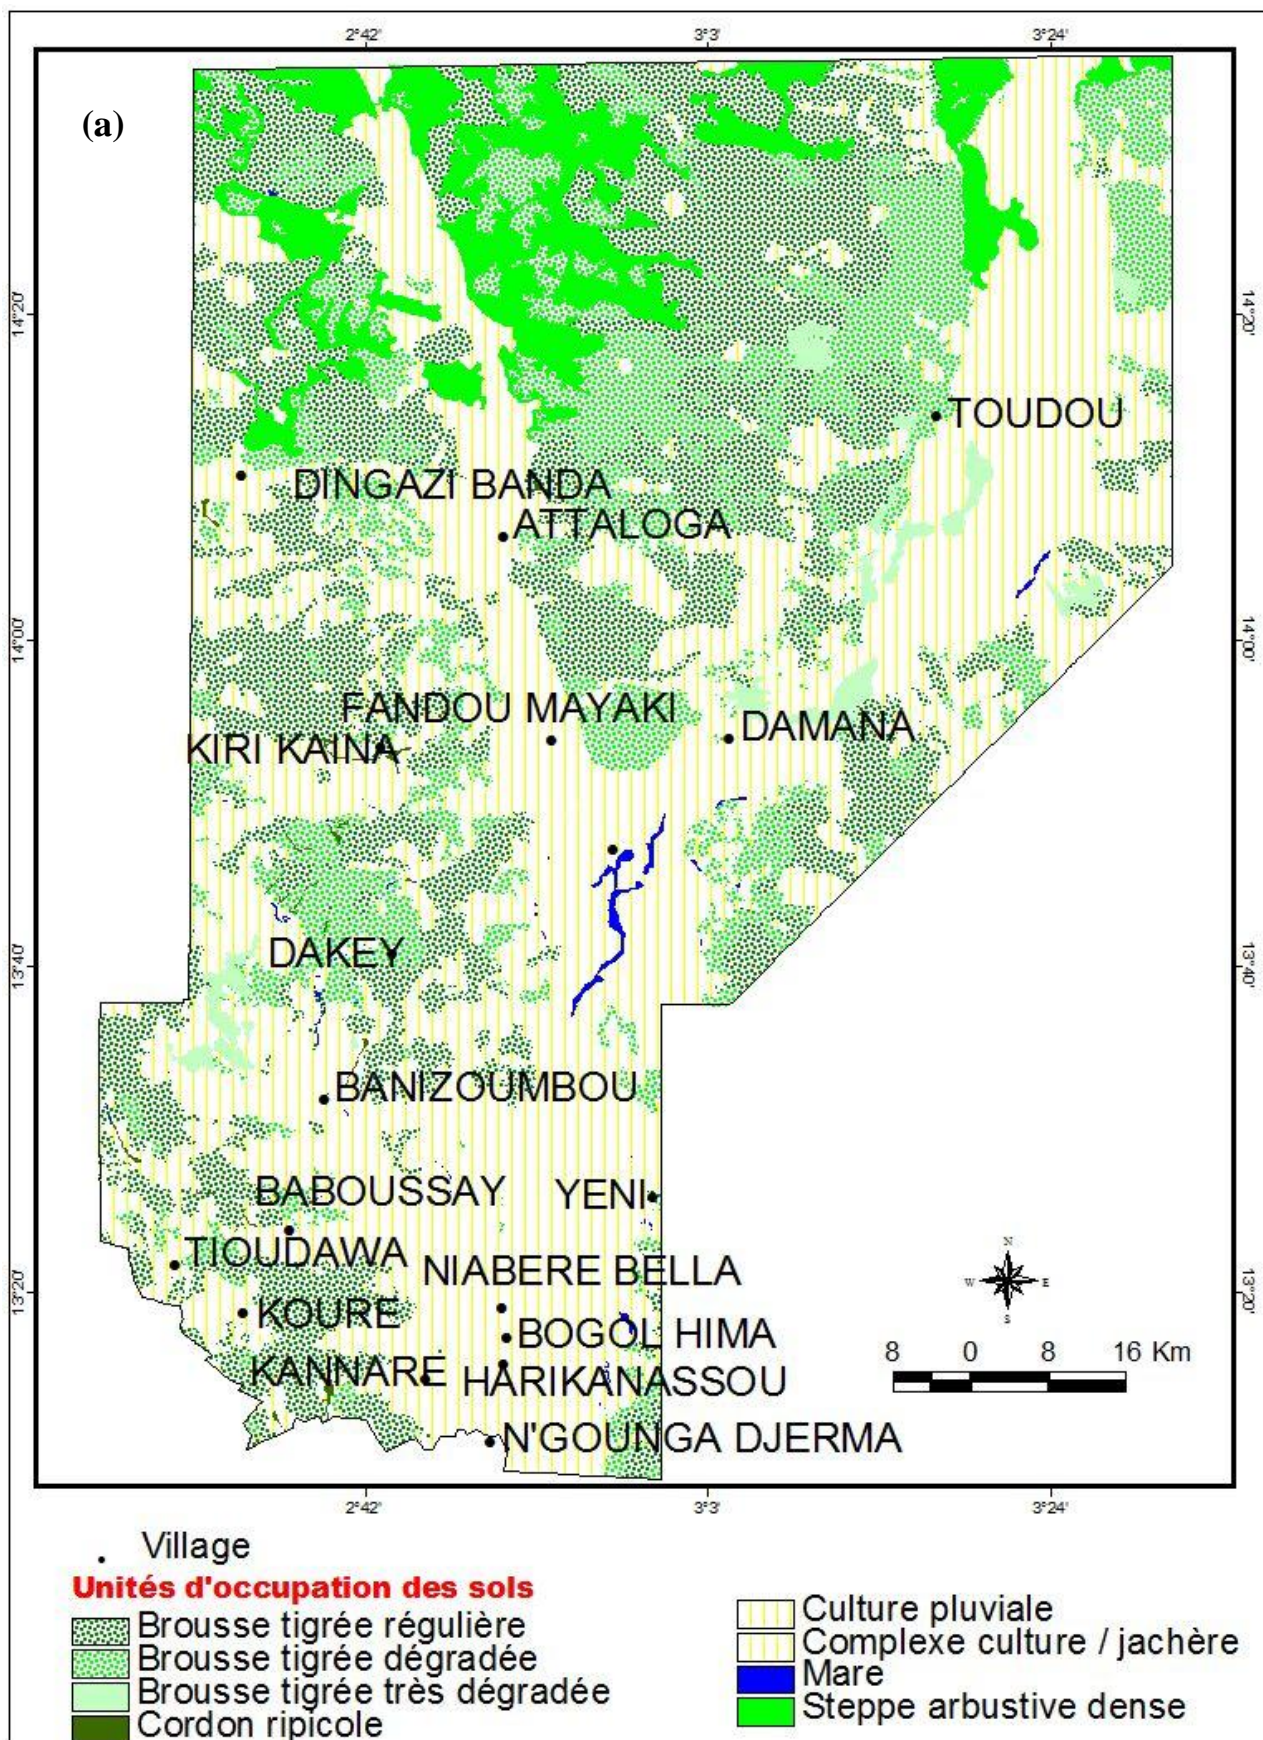 2°42' 3°3' 3°24'
(a)
14°20' 14°20'
TOUDOU
DINGAZI BANDA
ATTALOGA
14°00' 14°00'
FANDOU MAYAKI
DAMANA
KIRI KAINA
DAKEY
13°40' 13°40'
BANIZOUMBOU
BABOUSSAY YENI
TIOUDAWA
NIABERE BELLA
N
W E
S
13°20' 13°20'
KOURE
BOGOL HIMA
8 0 8 16 Km
KANNARE
HARIKANASSOU
N'GOUNGA DJERMA
2°42' 3°3' 3°24'
Village
Unités d'occupation des sols
Brousse tigrée régulière
Brousse tigrée dégradée
Brousse tigrée très dégradée
Cordon ripicole
Culture pluviale
Complexe culture / jachère
Mare
Steppe arbustive dense